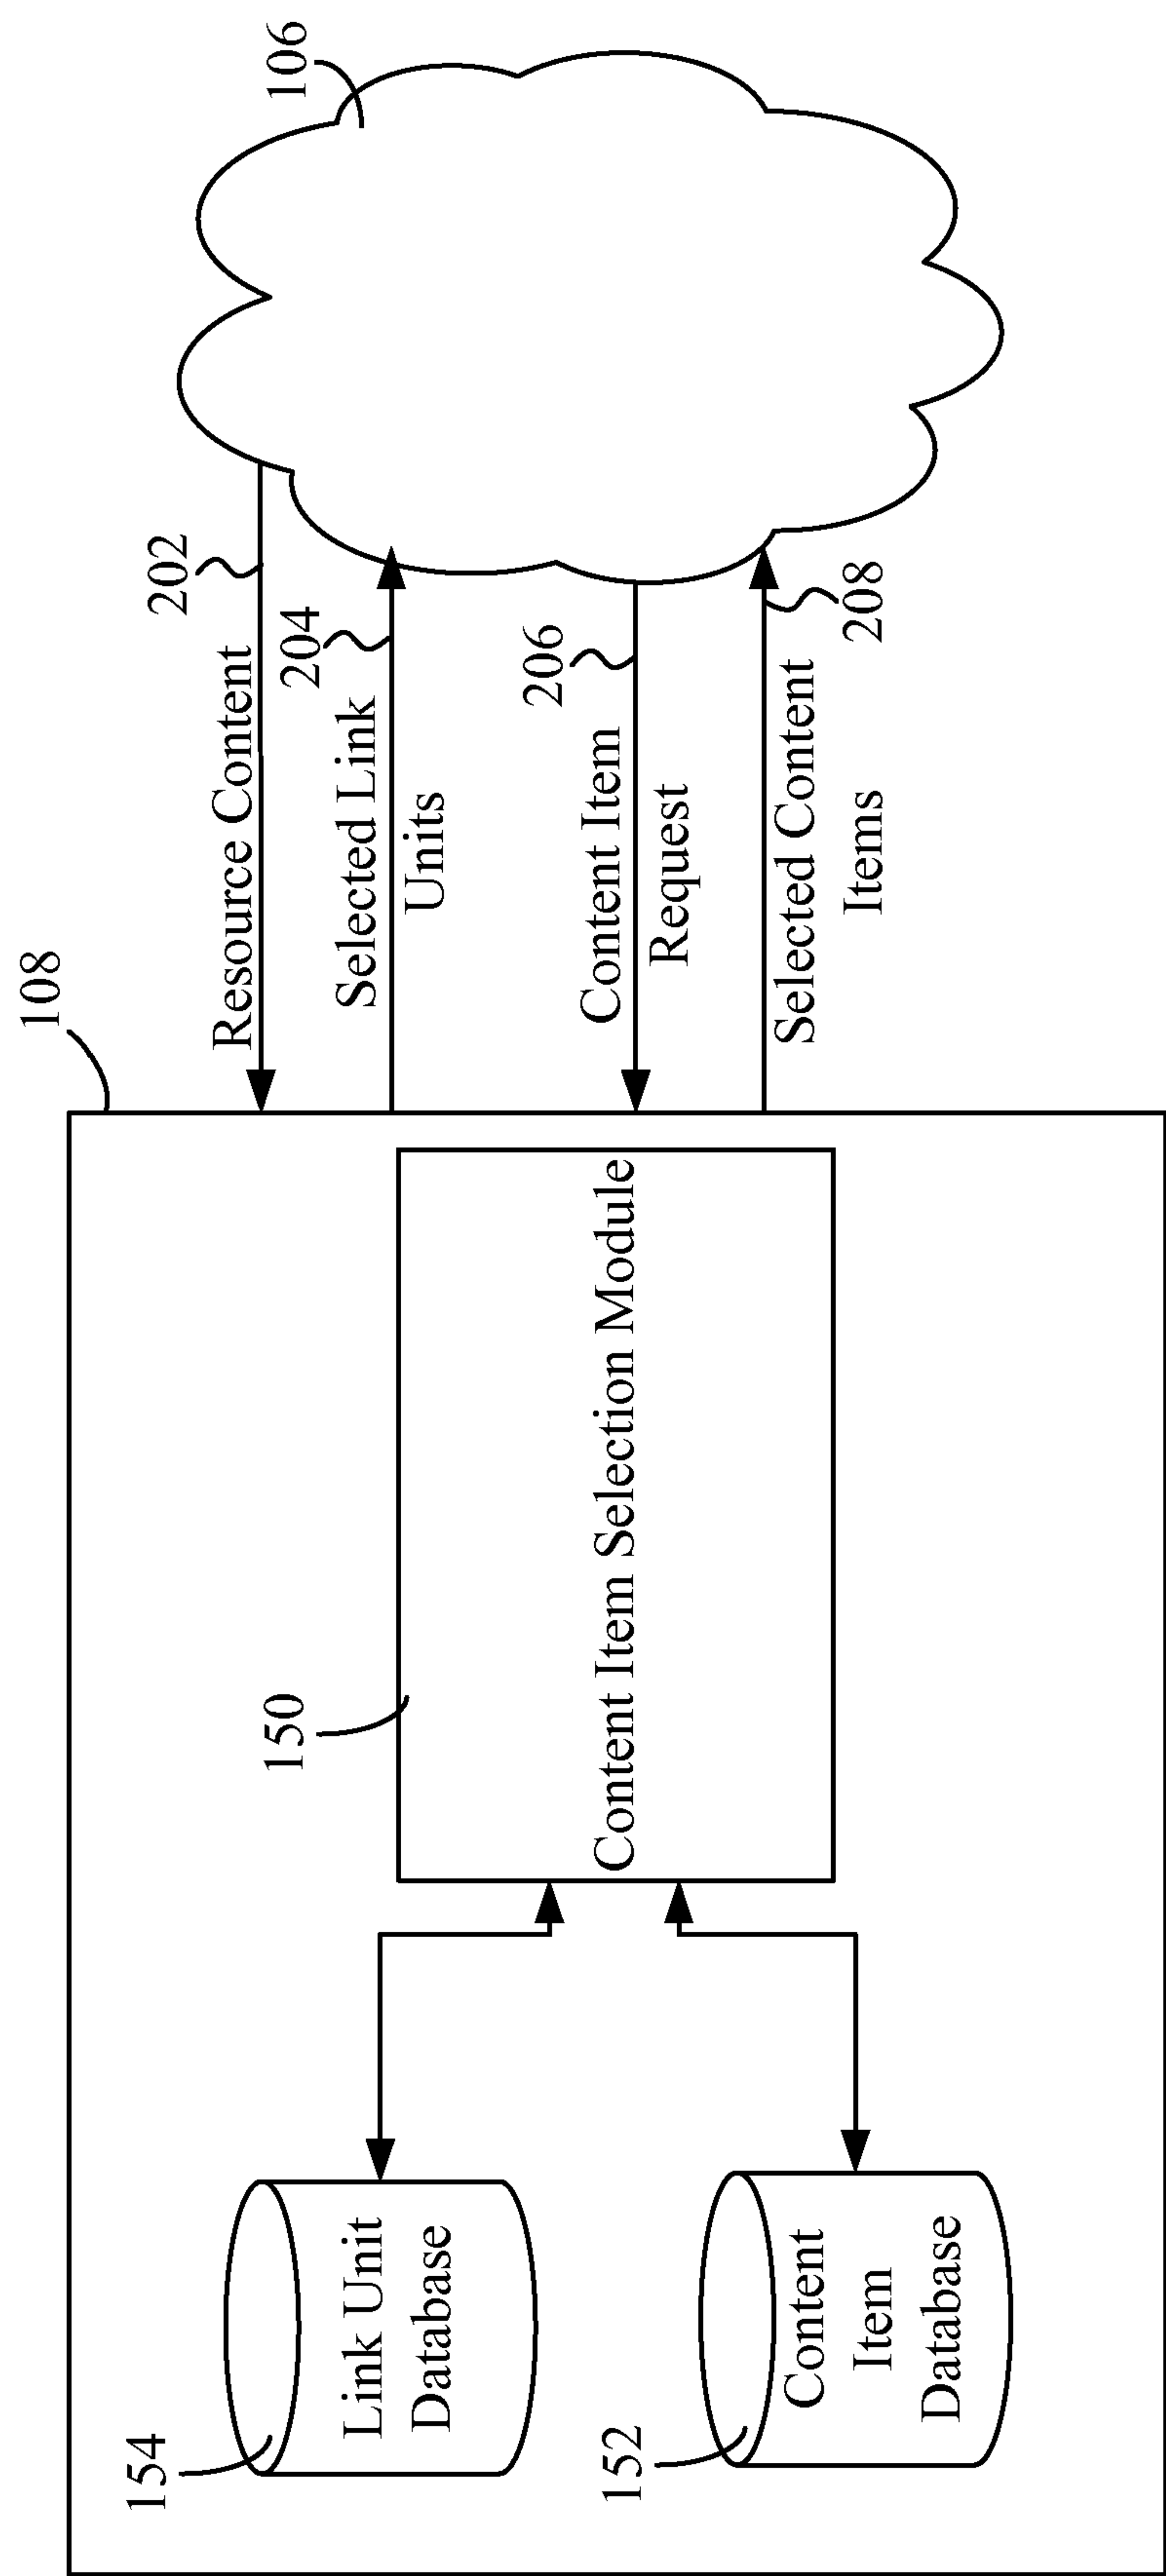 108
106
154
Link Unit
Database
152
Content
Item
Database
150
Content Item Selection Module
Resource Content
202
Selected Link
Units
204
Content Item
Request
206
Selected Content
Items
208